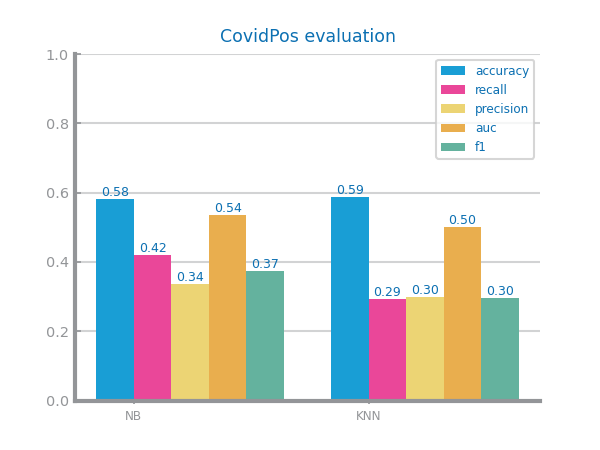 CovidPos evaluation
1.0
0.8
0.6
0.4
0.2
0.0
accuracy
recall
precision
auc
f1
0.58
0.42
0.34
0.54
0.37
0.59
0.29
0.30
0.50
0.30
NB
KNN